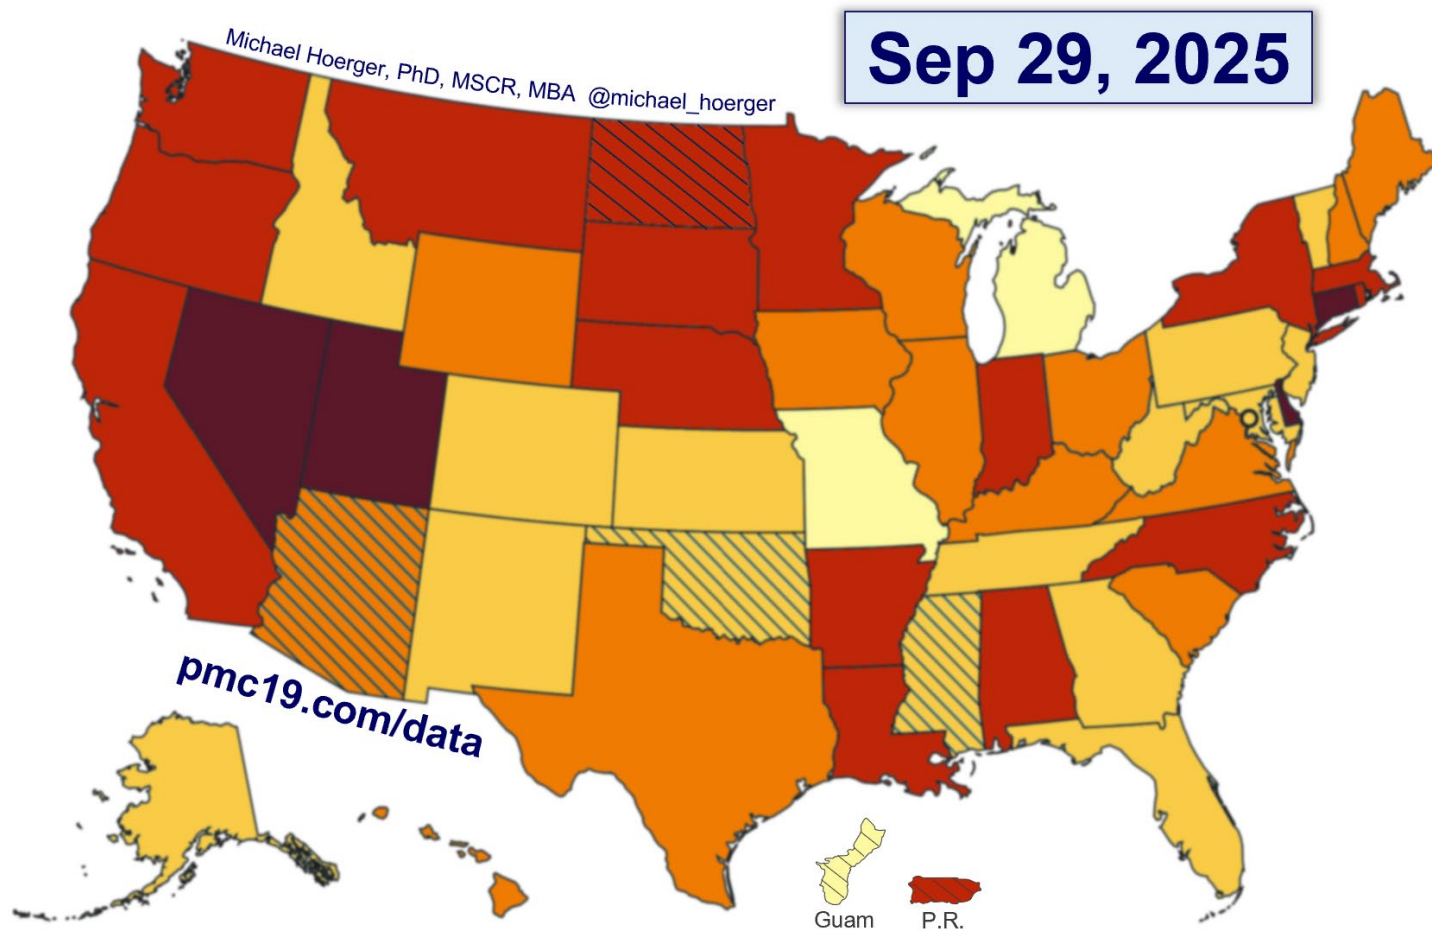 Sep 29, 2025
Michael Hoerger, PhD, MSCR, MBA @michael_hoerger
pmc19.com/data
Guam
P.R.